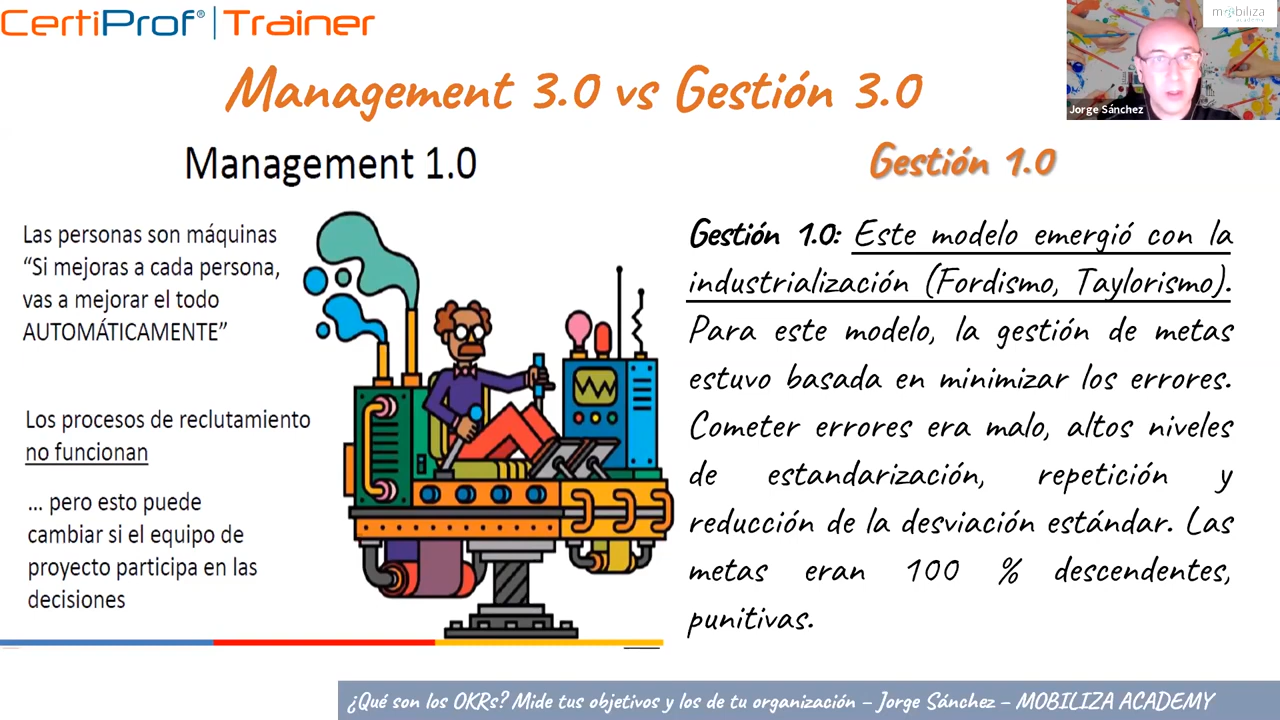 CertiProf® | Trainer
mobiliza
academy
Jorge Sánchez
Management 3.0 vs Gestión 3.0
Management 1.0
Las personas son máquinas
“Si mejoras a cada persona,
vas a mejorar el todo
AUTOMÁTICAMENTE”
Los procesos de reclutamiento
no funcionan
... pero esto puede
cambiar si el equipo de
proyecto participa en las
decisiones
Gestión 1.0
Gestión 1.0: Este modelo emergió con la
industrialización (Fordismo, Taylorismo).
Para este modelo, la gestión de metas
estuvo basada en minimizar los errores.
Cometer errores era malo, altos niveles
de estandarización, repetición y
reducción de la desviación estándar. Las
metas eran 100 % descendentes,
punitivas.
¿Qué son los OKRs? Mide tus objetivos y los de tu organización – Jorge Sánchez – MOBILIZA ACADEMY